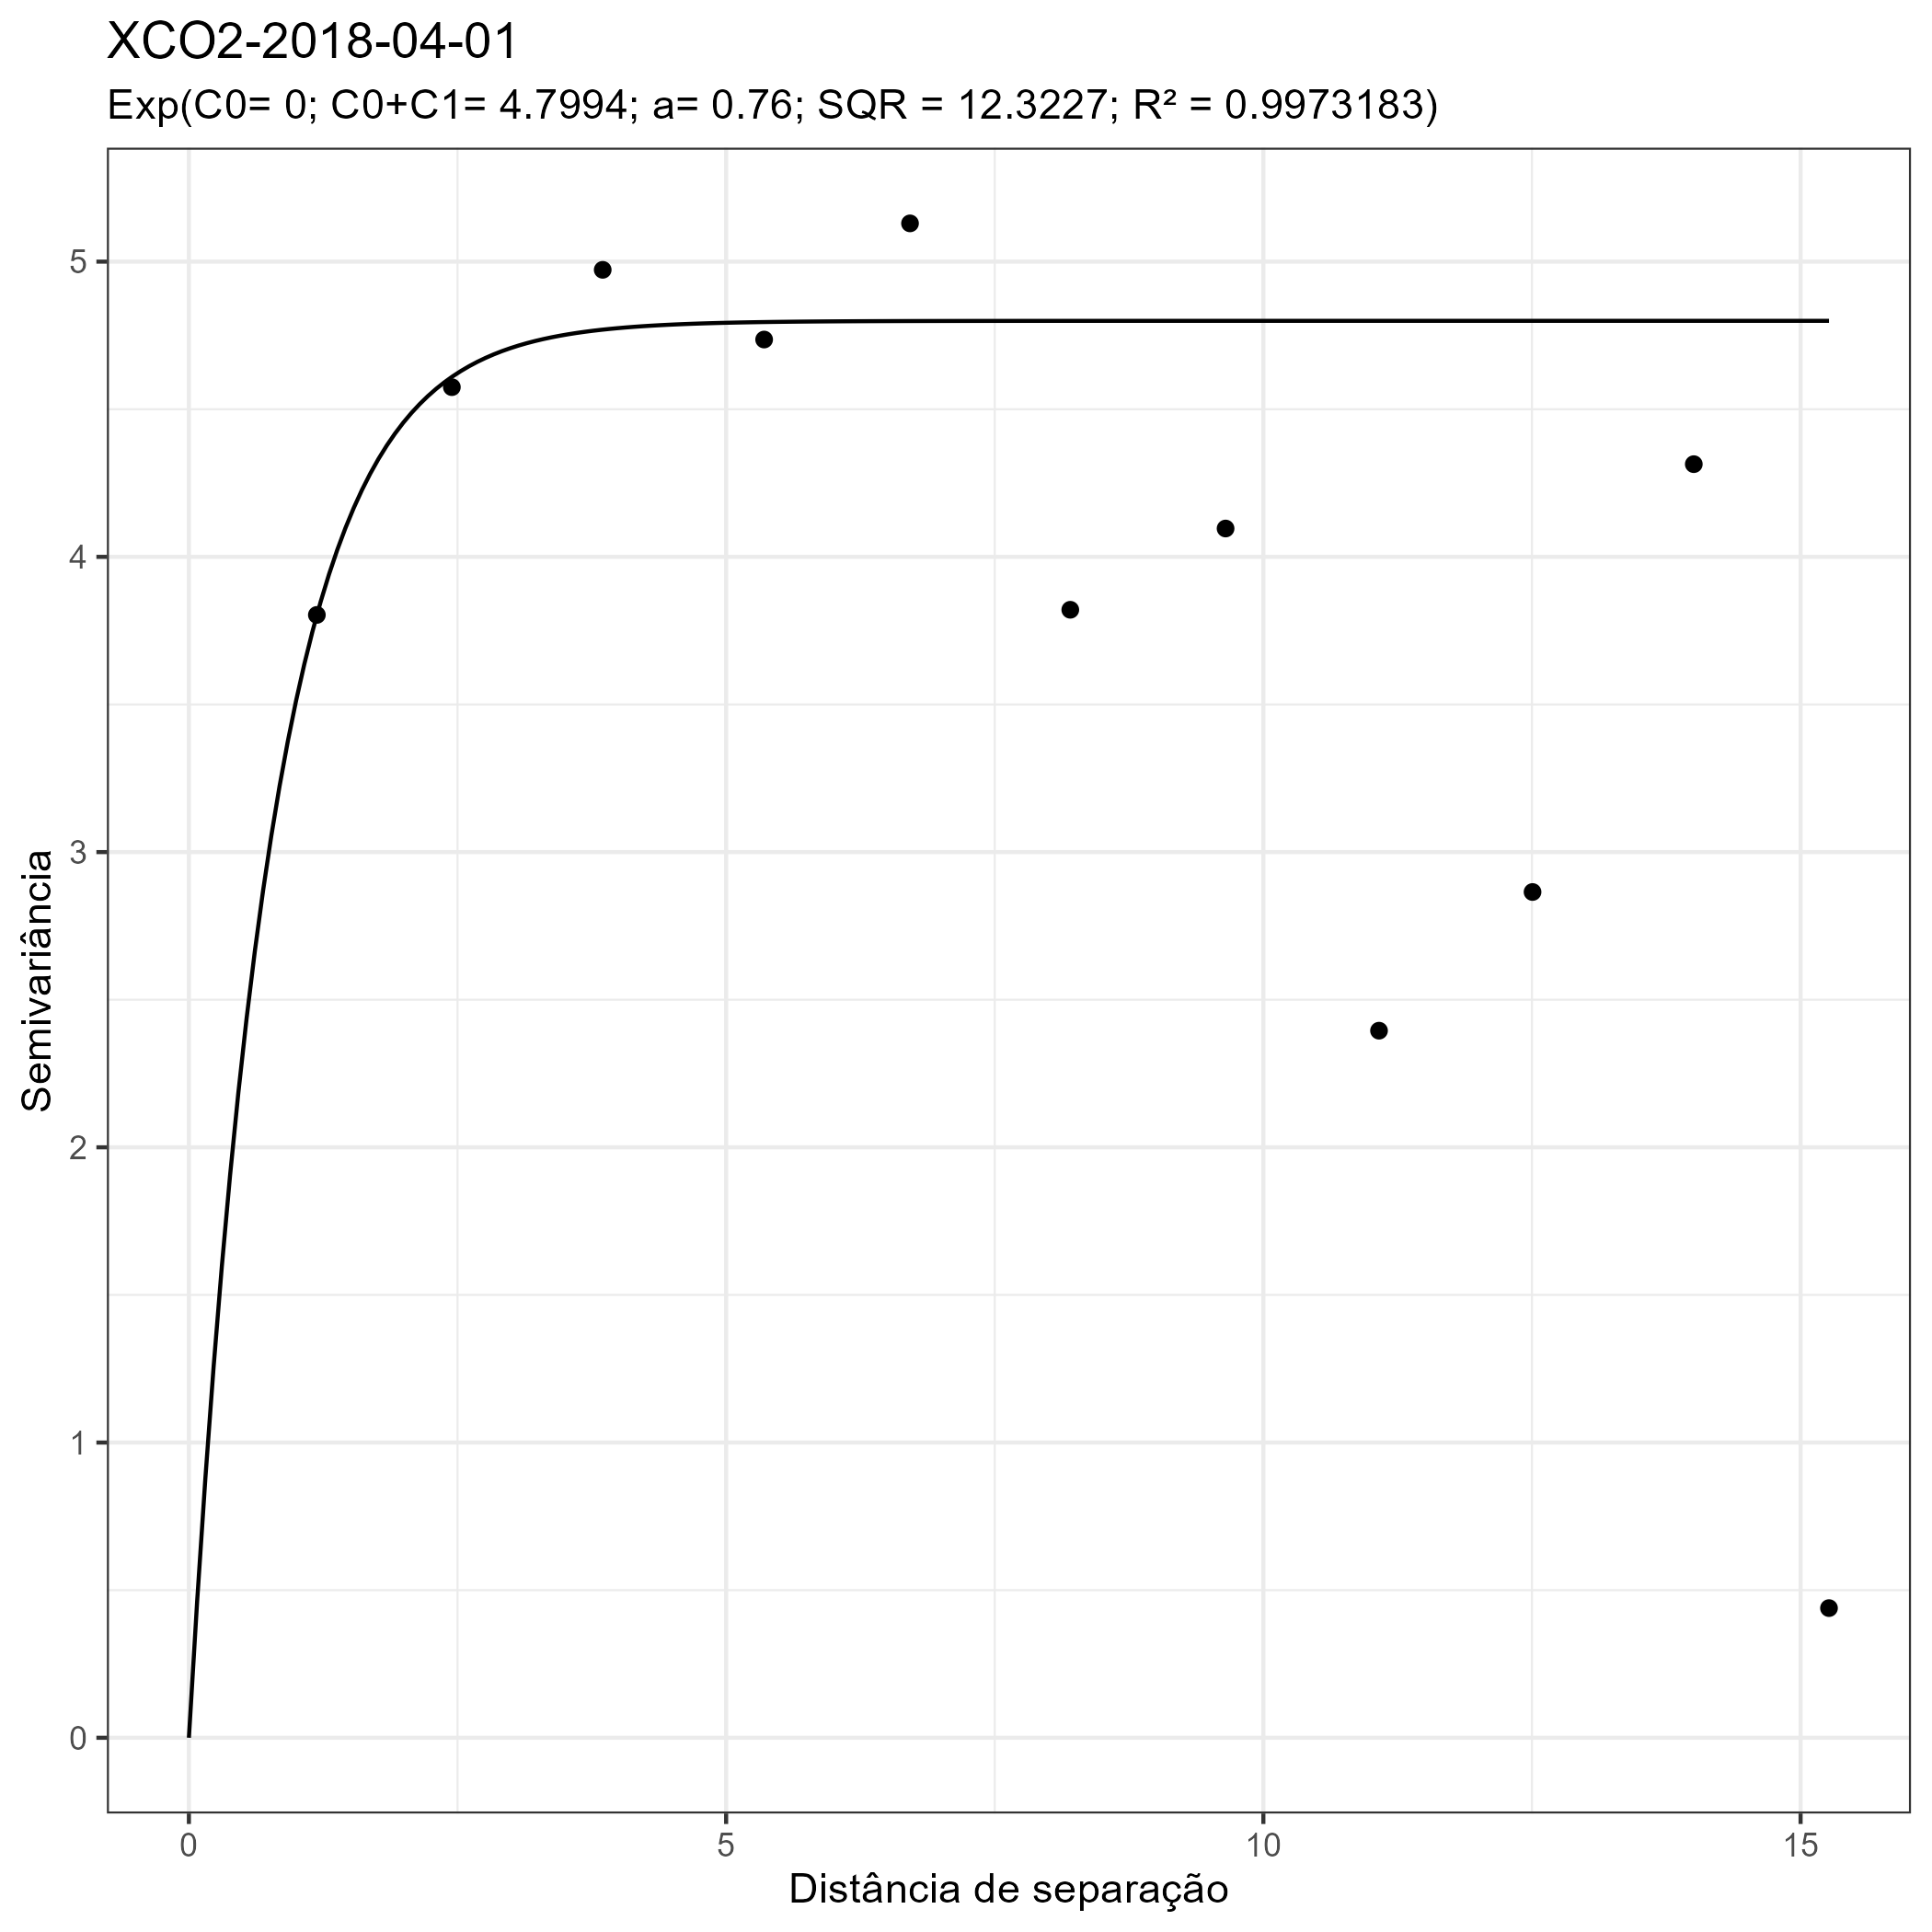 XCO2-2018-04-01
Exp(C0= 0; C0+C1= 4.7994; a= 0.76; SQR = 12.3227; R² = 0.9973183)
Semivariância
5
4
3
2
1
0
0 5 10 15
Distância de separação